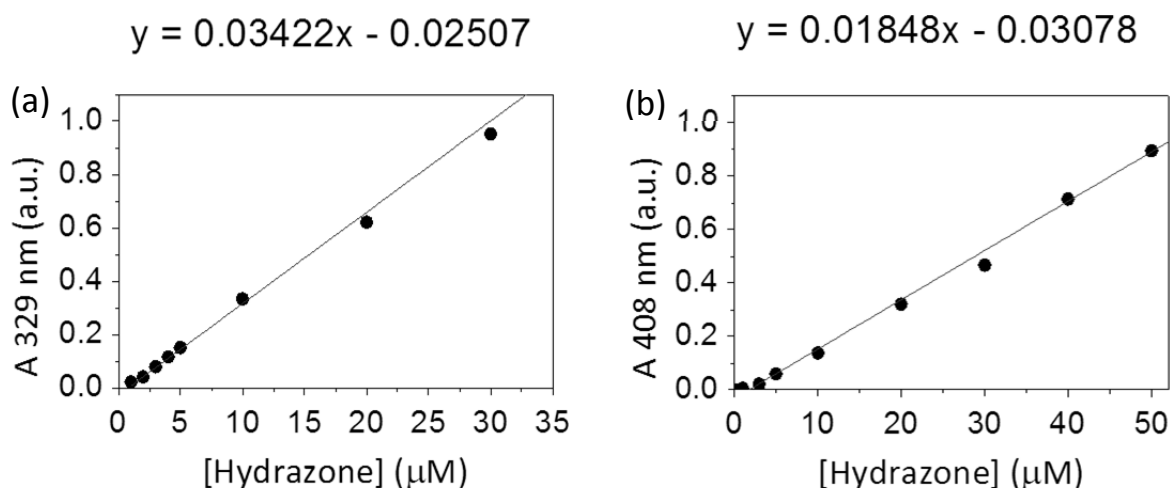 y = 0.03422x - 0.02507
(a)
A 329 nm (a.u.)
1.0
0.8
0.6
0.4
0.2
0.0
0 5 10 15 20 25 30 35
[Hydrazone] (μM)
y = 0.01848x - 0.03078
(b)
A 408 nm (a.u.)
1.0
0.8
0.6
0.4
0.2
0.0
0 10 20 30 40 50
[Hydrazone] (μM)